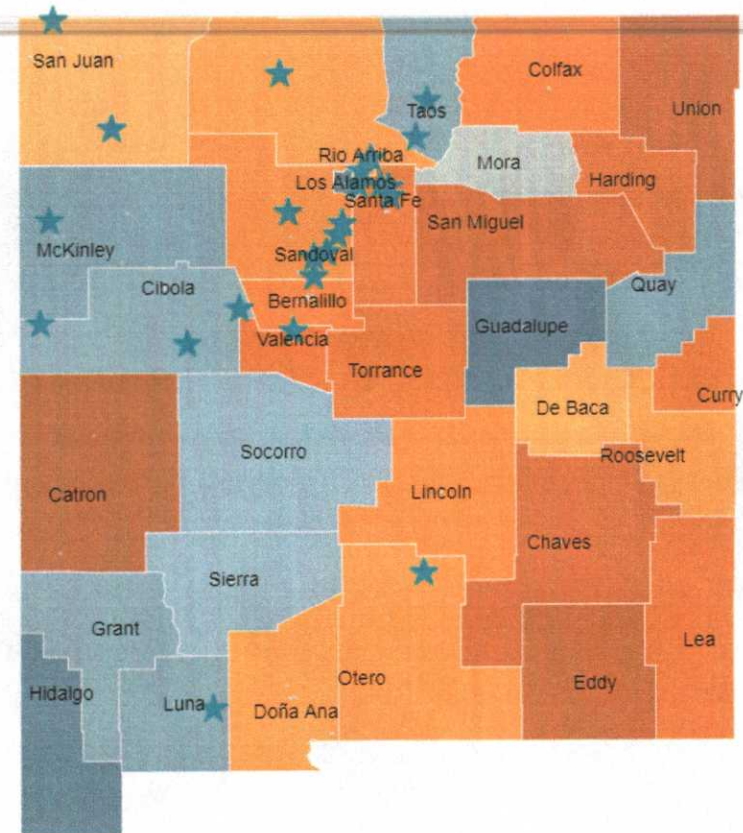 San Juan
Colfax
Taos
Union
Rio Arriba
Mora
Los Alamos
Harding
Santa Fe
San Miguel
McKinley
Sandoval
Cibola
Quay
Bernalillo
Guadalupe
Valencia
Torrance
Curry
De Baca
Socorro
Roosevelt
Catron
Lincoln
Chaves
Sierra
Grant
Lea
Otero
Eddy
Hidalgo
Luna
Doña Ana